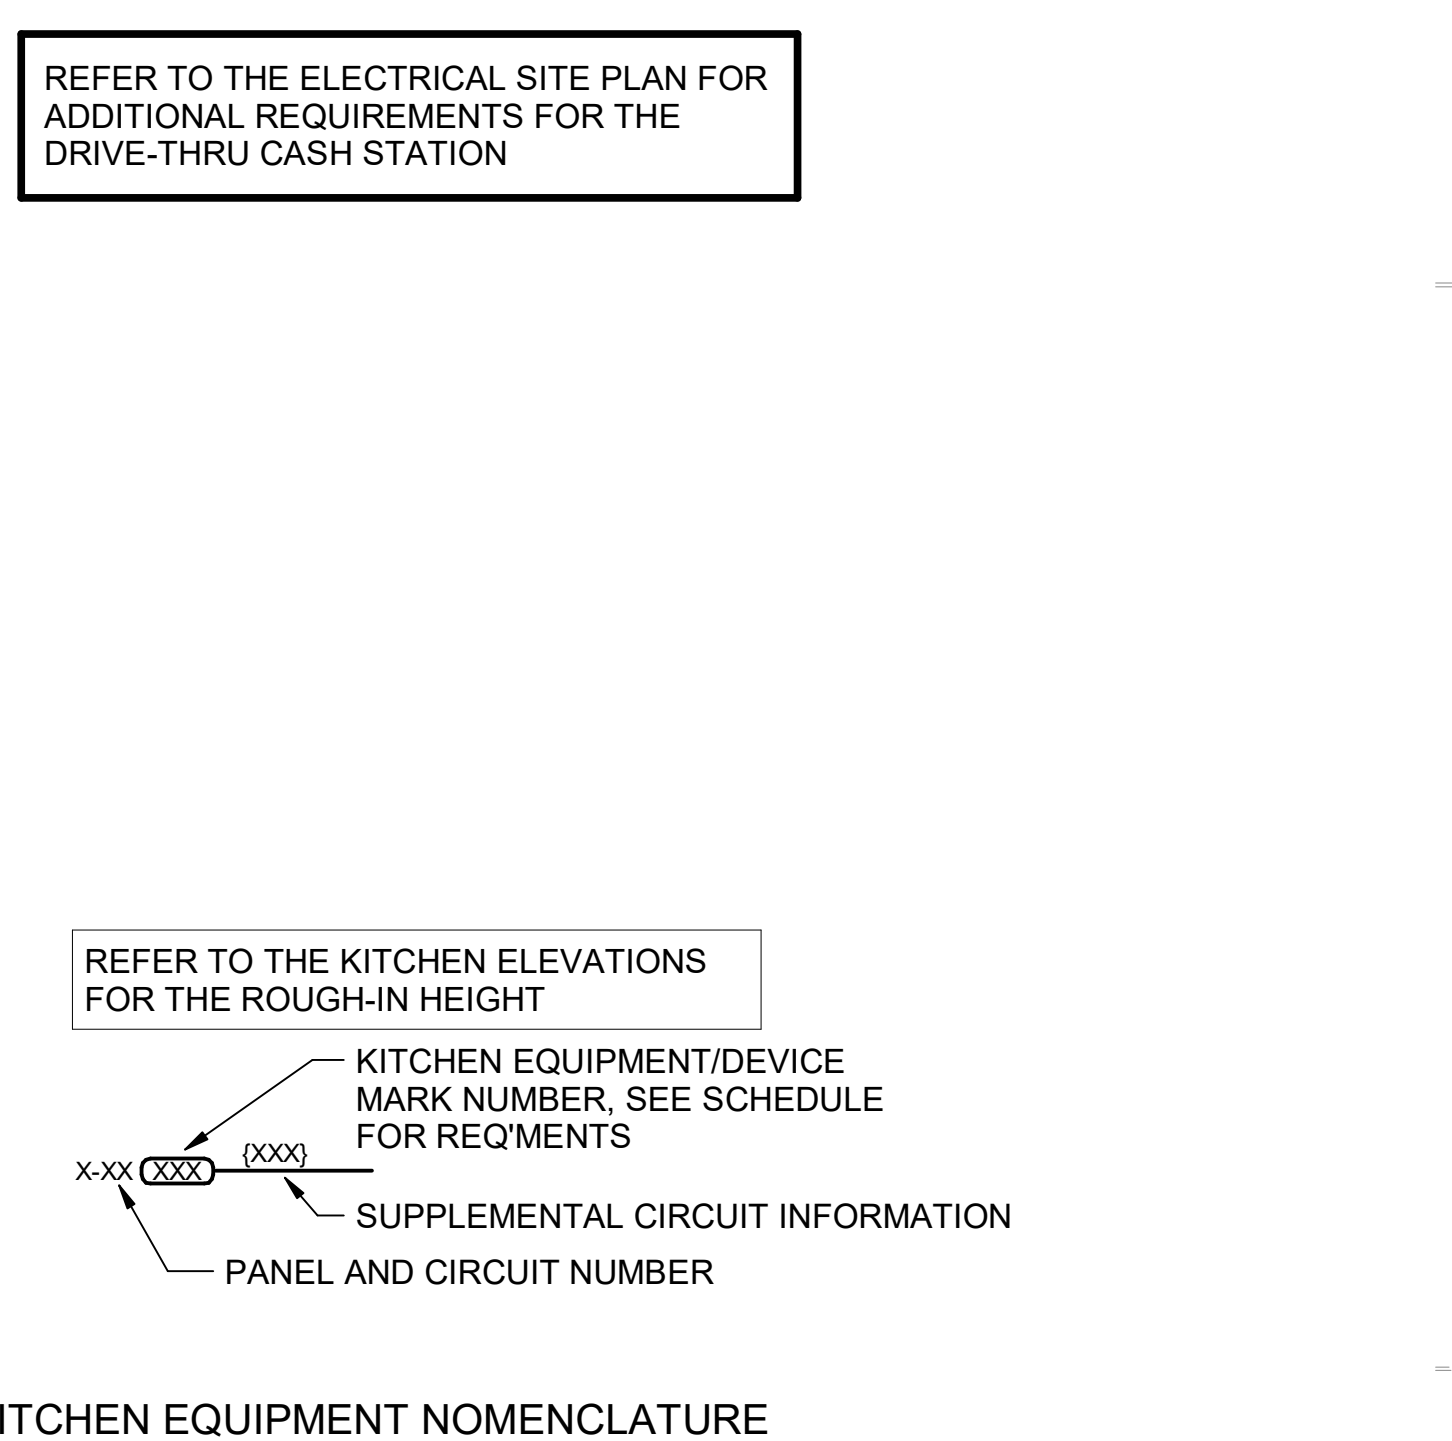 REFER TO THE ELECTRICAL SITE PLAN FOR
ADDITIONAL REQUIREMENTS FOR THE
DRIVE-THRU CASH STATION
REFER TO THE KITCHEN ELEVATIONS
FOR THE ROUGH-IN HEIGHT
KITCHEN EQUIPMENT/DEVICE
MARK NUMBER, SEE SCHEDULE
FOR REQ'MENTS
{XXX}
X-XX XXX
SUPPLEMENTAL CIRCUIT INFORMATION
PANEL AND CIRCUIT NUMBER
ITCHEN EQUIPMENT NOMENCLATURE